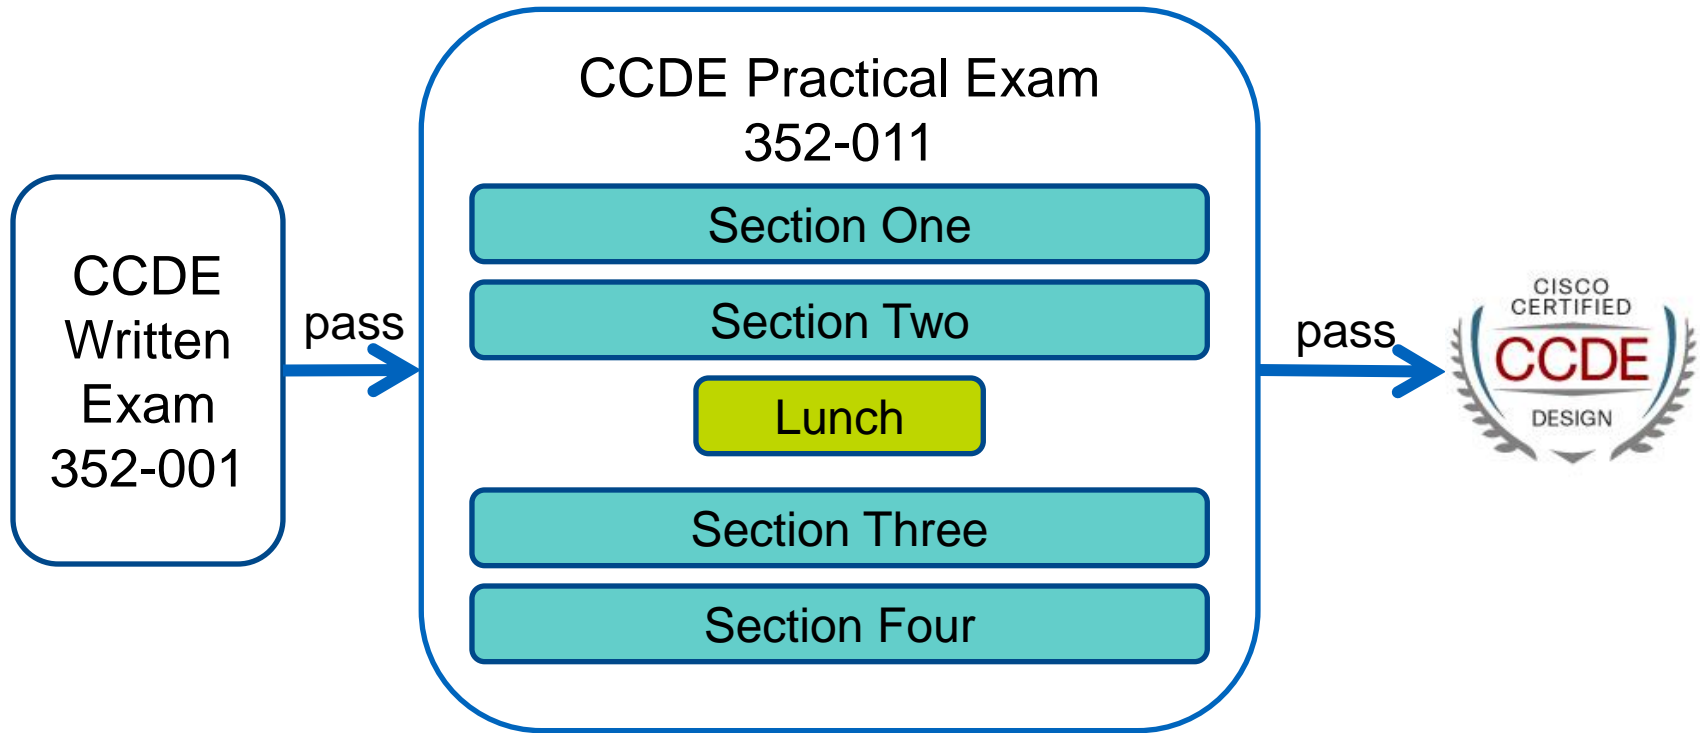 CCDE
Written
Exam
352-001
pass
CCDE Practical Exam
352-011
Section One
Section Two
Lunch
Section Three
Section Four
pass
CISCO
CERTIFIED
CCDE
DESIGN